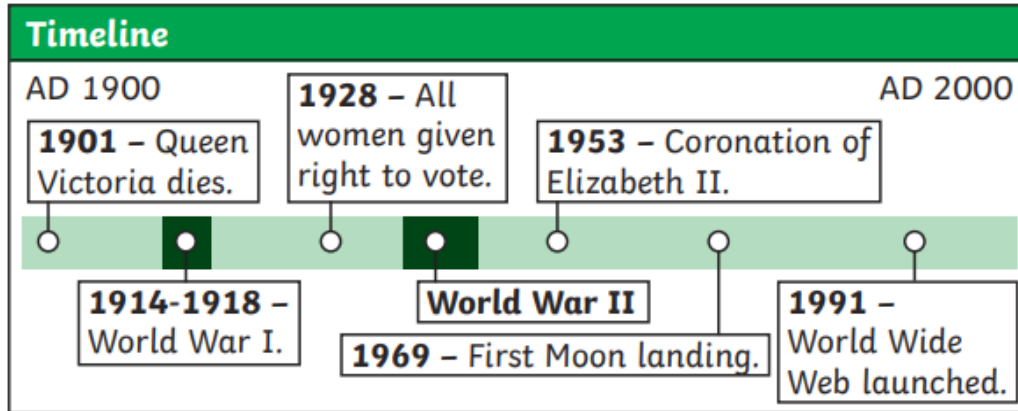 Timeline
AD 1900
AD 2000
1901 – Queen
Victoria dies.
1928 – All
women given
right to vote.
1953 – Coronation of
Elizabeth II.
1914-1918 –
World War I.
World War II
1969 – First Moon landing.
1991 –
World Wide
Web launched.